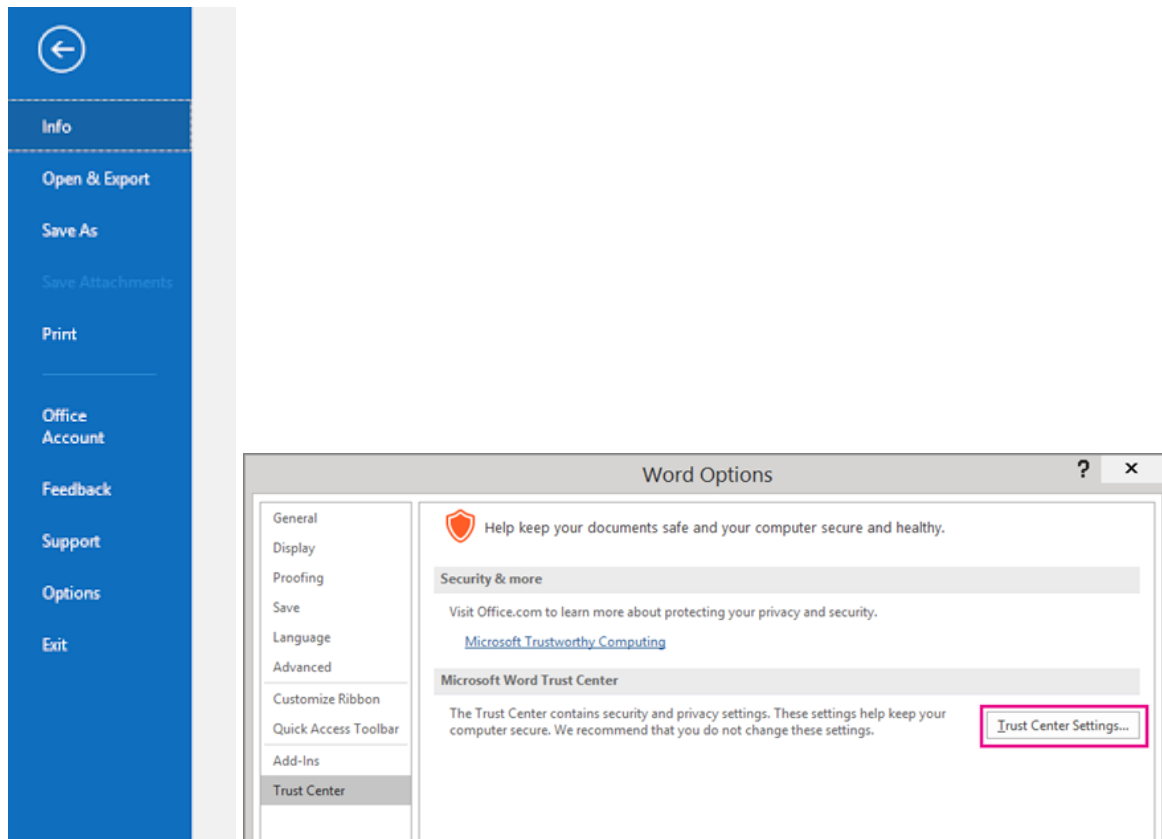 Info
Open & Export
Save As
Save Attachments
Print
Office
Account
Feedback
Support
Options
Exit
Word Options
?
General
Display
Proofing
Save
Language
Advanced
Customize Ribbon
Quick Access Toolbar
Add-Ins
Trust Center
Help keep your documents safe and your computer secure and healthy.
Security & more
Visit Office.com to learn more about protecting your privacy and security.
Microsoft Trustworthy Computing
Microsoft Word Trust Center
The Trust Center contains security and privacy settings. These settings help keep your
computer secure. We recommend that you do not change these settings.
Trust Center Settings...